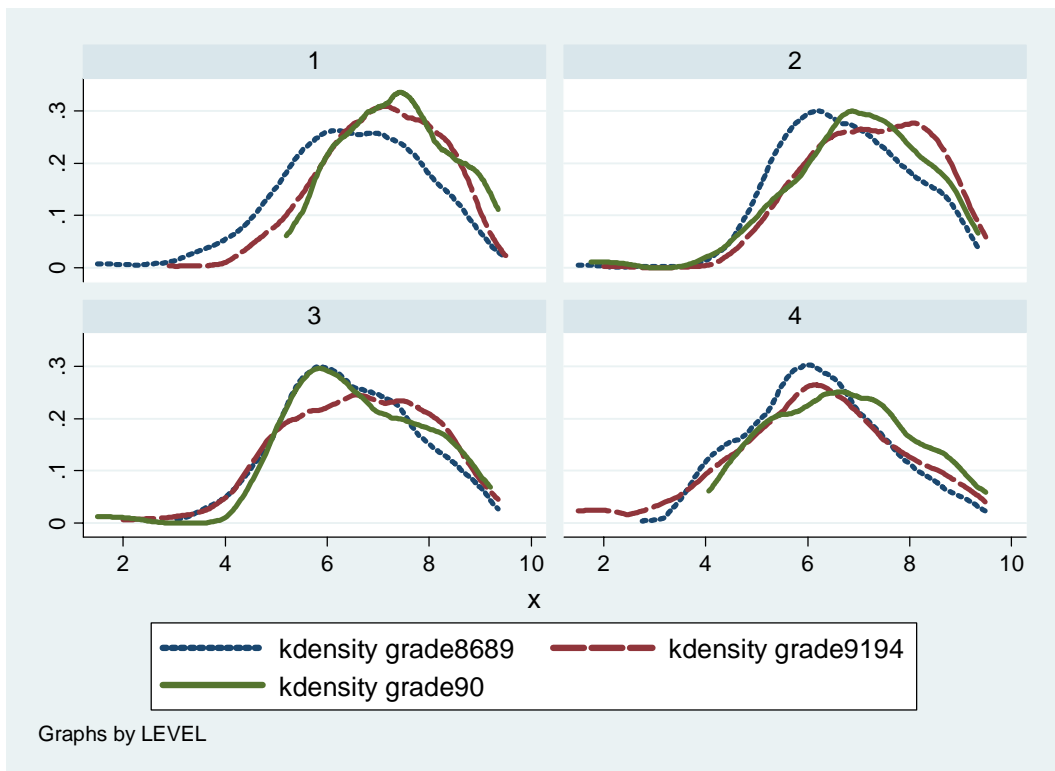 1
2
.3
.2
.1
0
3
4
.3
.2
.1
0
2 4 6 8 10
2 4 6 8 10
x
kdensity grade8689
kdensity grade9194
kdensity grade90
Graphs by LEVEL